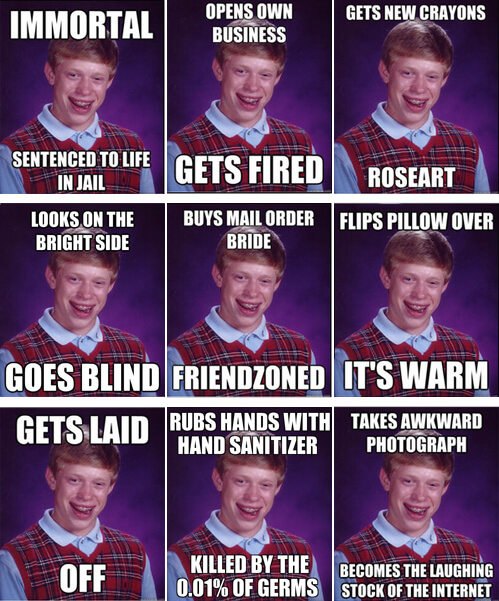 IMMORTAL
SENTENCED TO LIFE
IN JAIL
OPENS OWN
BUSINESS
GETS FIRED
GETS NEW CRAYONS
ROSEART
LOOKS ON THE
BRIGHT SIDE
GOES BLIND
BUYS MAIL ORDER
BRIDE
FRIENDZONED
FLIPS PILLOW OVER
IT'S WARM
GETS LAID
OFF
RUBS HANDS WITH
HAND SANITIZER
KILLED BY THE
0.01% OF GERMS
TAKES AWKWARD
PHOTOGRAPH
BECOMES THE LAUGHING
STOCK OF THE INTERNET